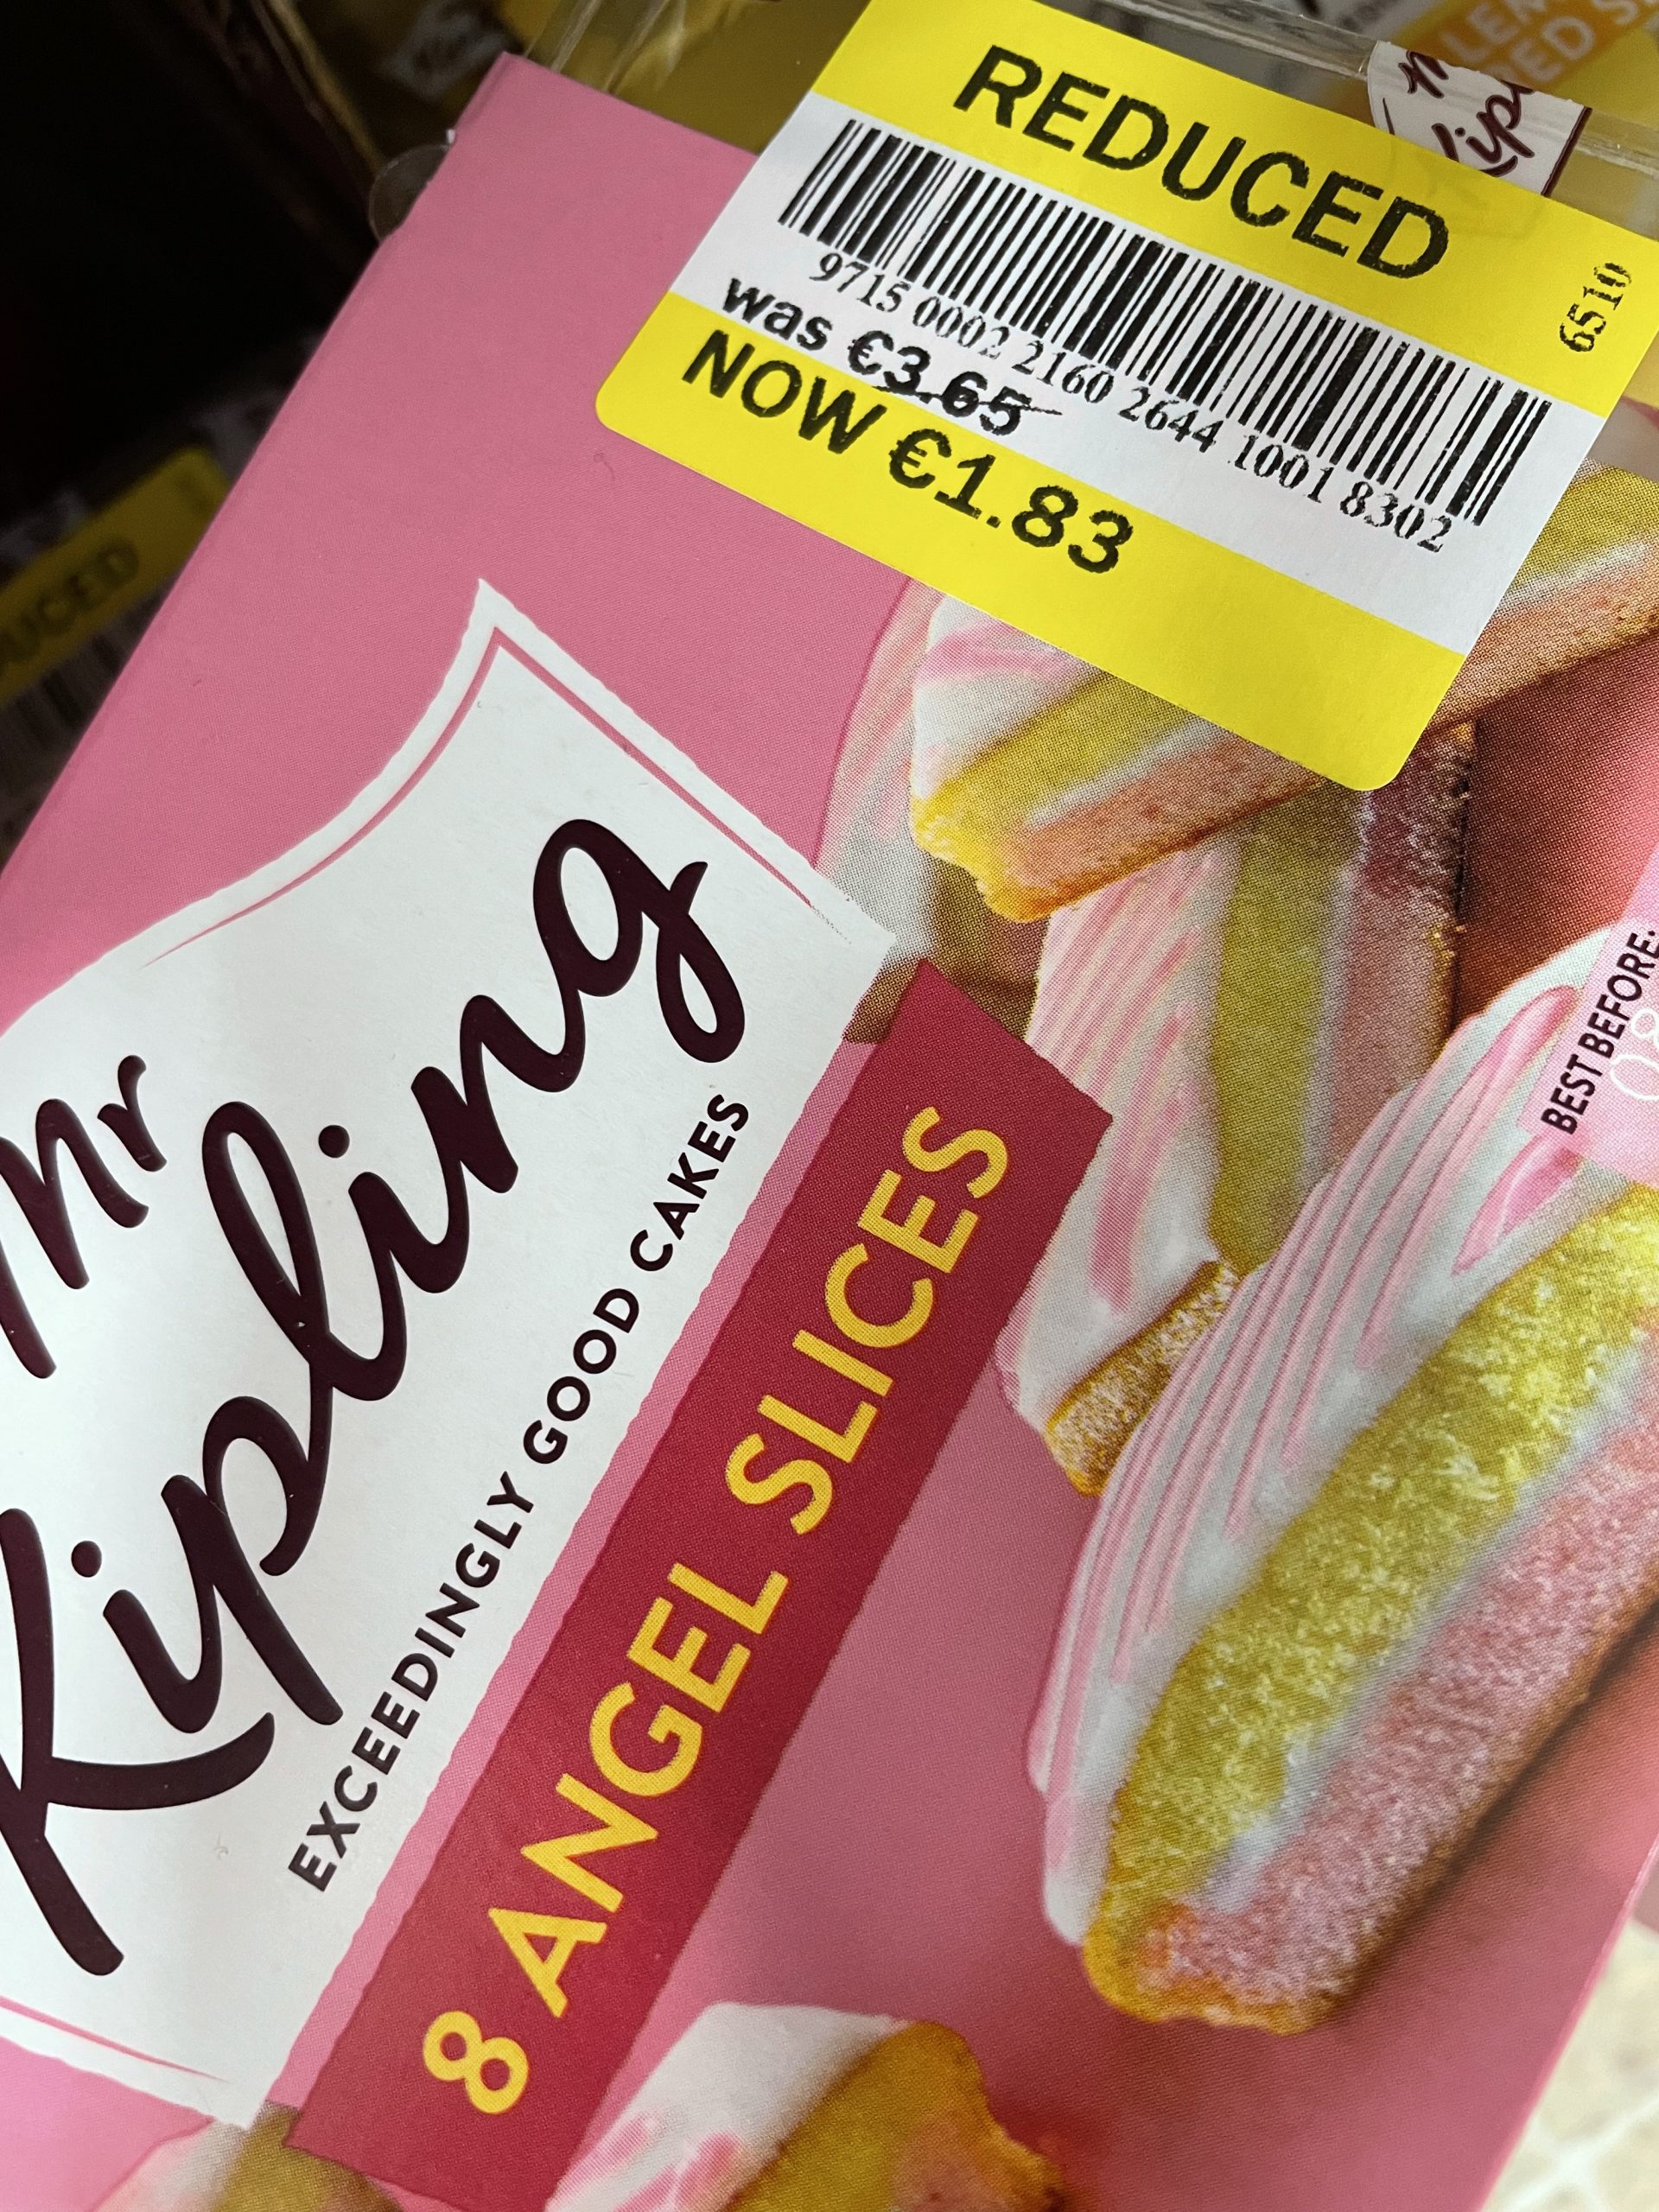 REDUCED
6510
9715 0002 2160 2644 1001 8302
was €3.65
NOW €1.83
Mr
Kipling
EXCEEDINGLY GOOD CAKES
8 ANGEL SLICES
BEST BEFORE: